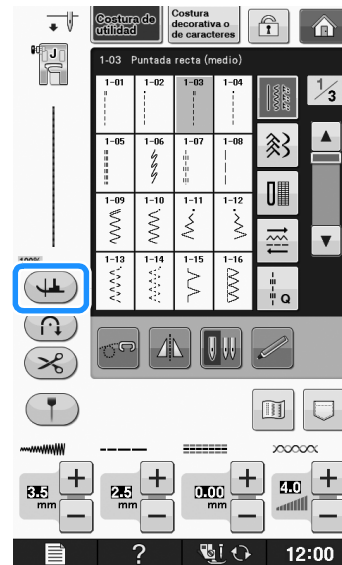 Costura de utilidad
Costura decorativa o de caracteres
J
1-03 Puntada recta (medio)
1/3
1-01 1-02 1-03 1-04
1-05 1-06 1-07 1-08
1-09 1-10 1-11 1-12
1-13 1-14 1-15 1-16
Q
100%
3.5 mm
2.5 mm
0.00 mm
4.0
? 12:00